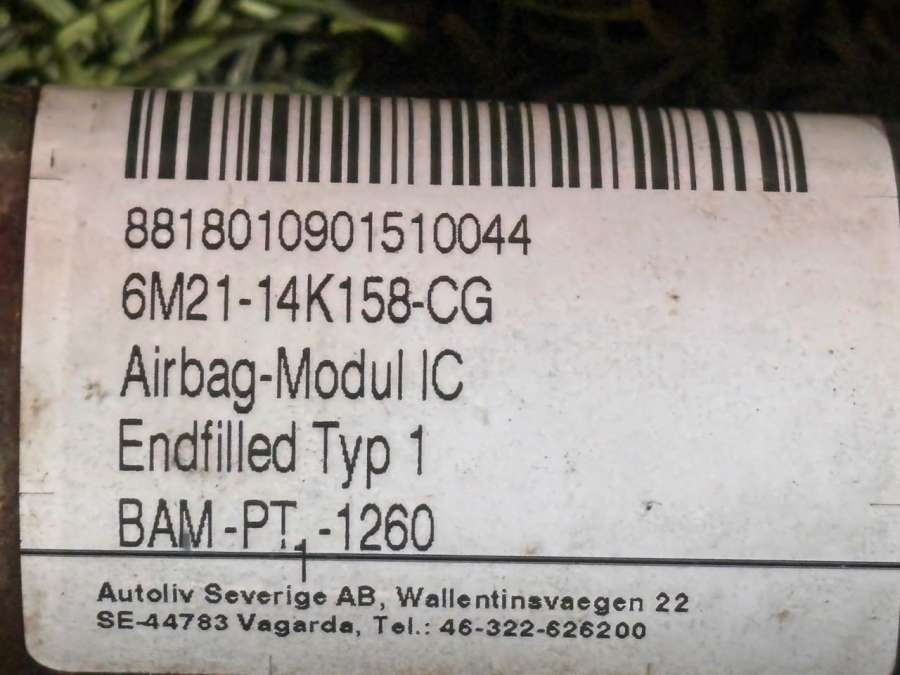 8818010901510044
6M21-14K158-CG
Airbag-Modul IC
Endfilled Typ 1
BAM-PT.-1260
Autoliv Severige AB, Wallentinsvaegen 22
SE-44783 Vagarda, Tel.: 46-322-626200